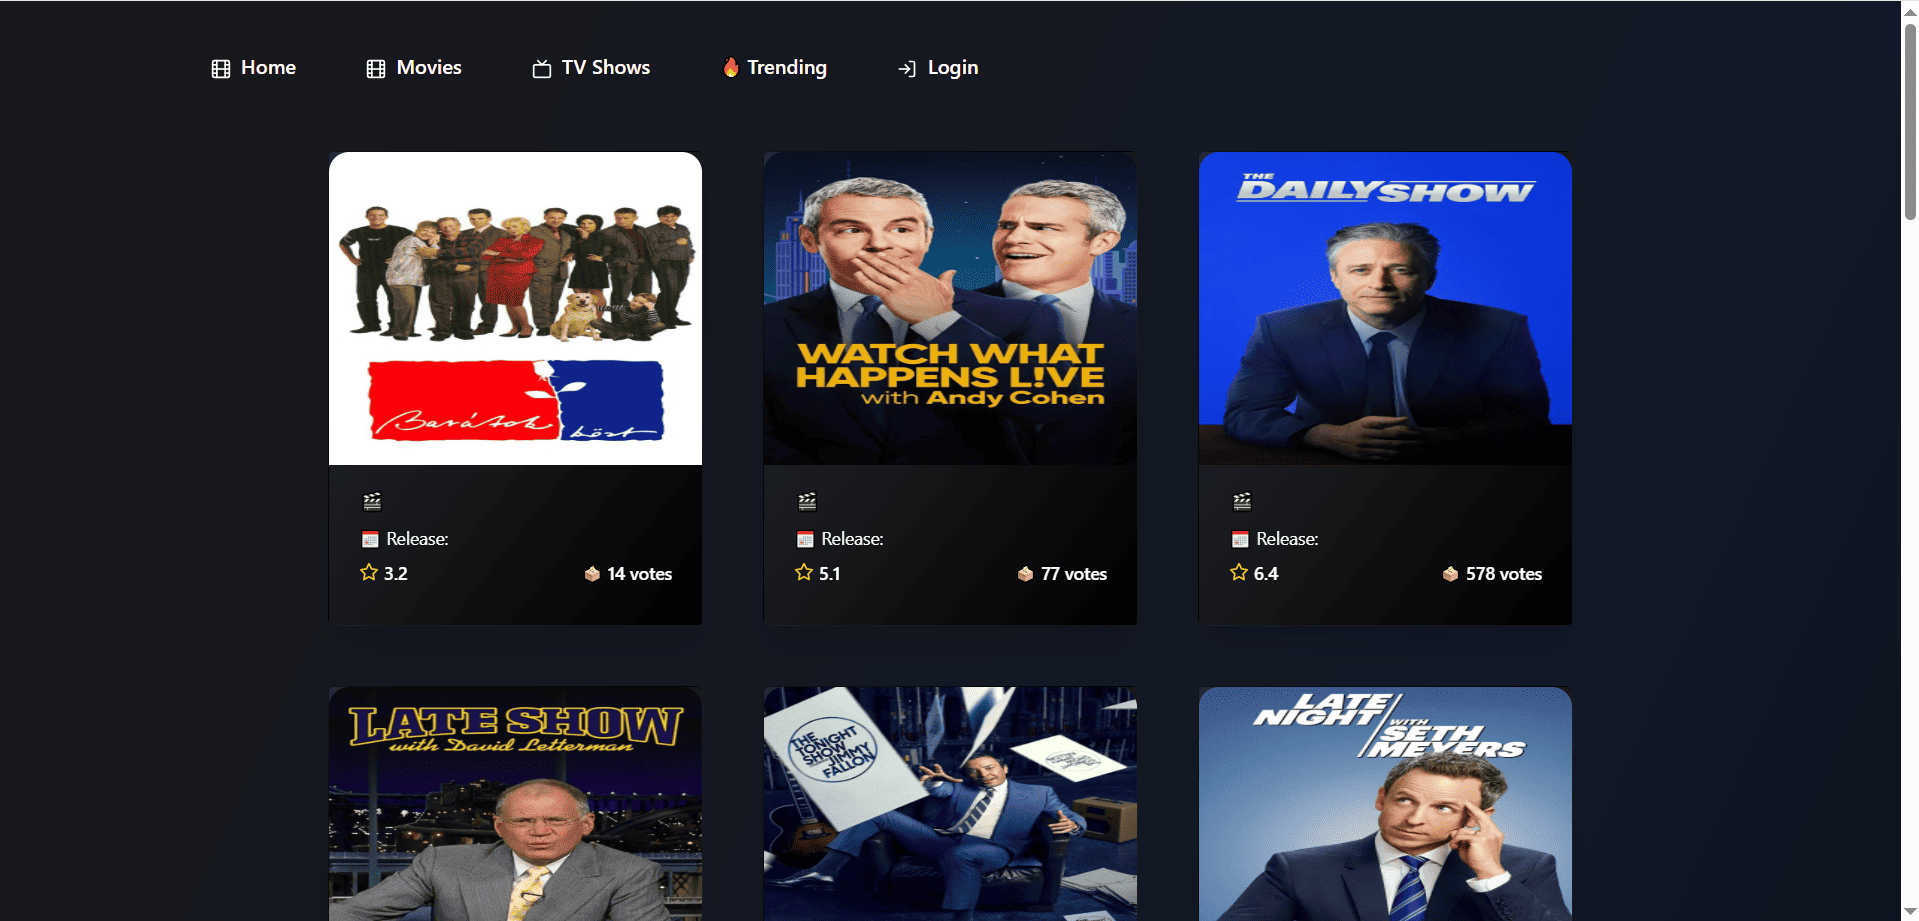 Home
Movies
TV Shows
Trending
Login
Barátok
közt
WATCH WHAT
HAPPENS L!VE
with Andy Cohen
THE
DAILYSHOW
Release:
3.2
14 votes
Release:
5.1
77 votes
Release:
6.4
578 votes
LATE SHOW
with David Letterman
THE
TONIGHT
SHOW
JIMMY
FALLON
LATE
NIGHT
WITH
SETH
MEYERS